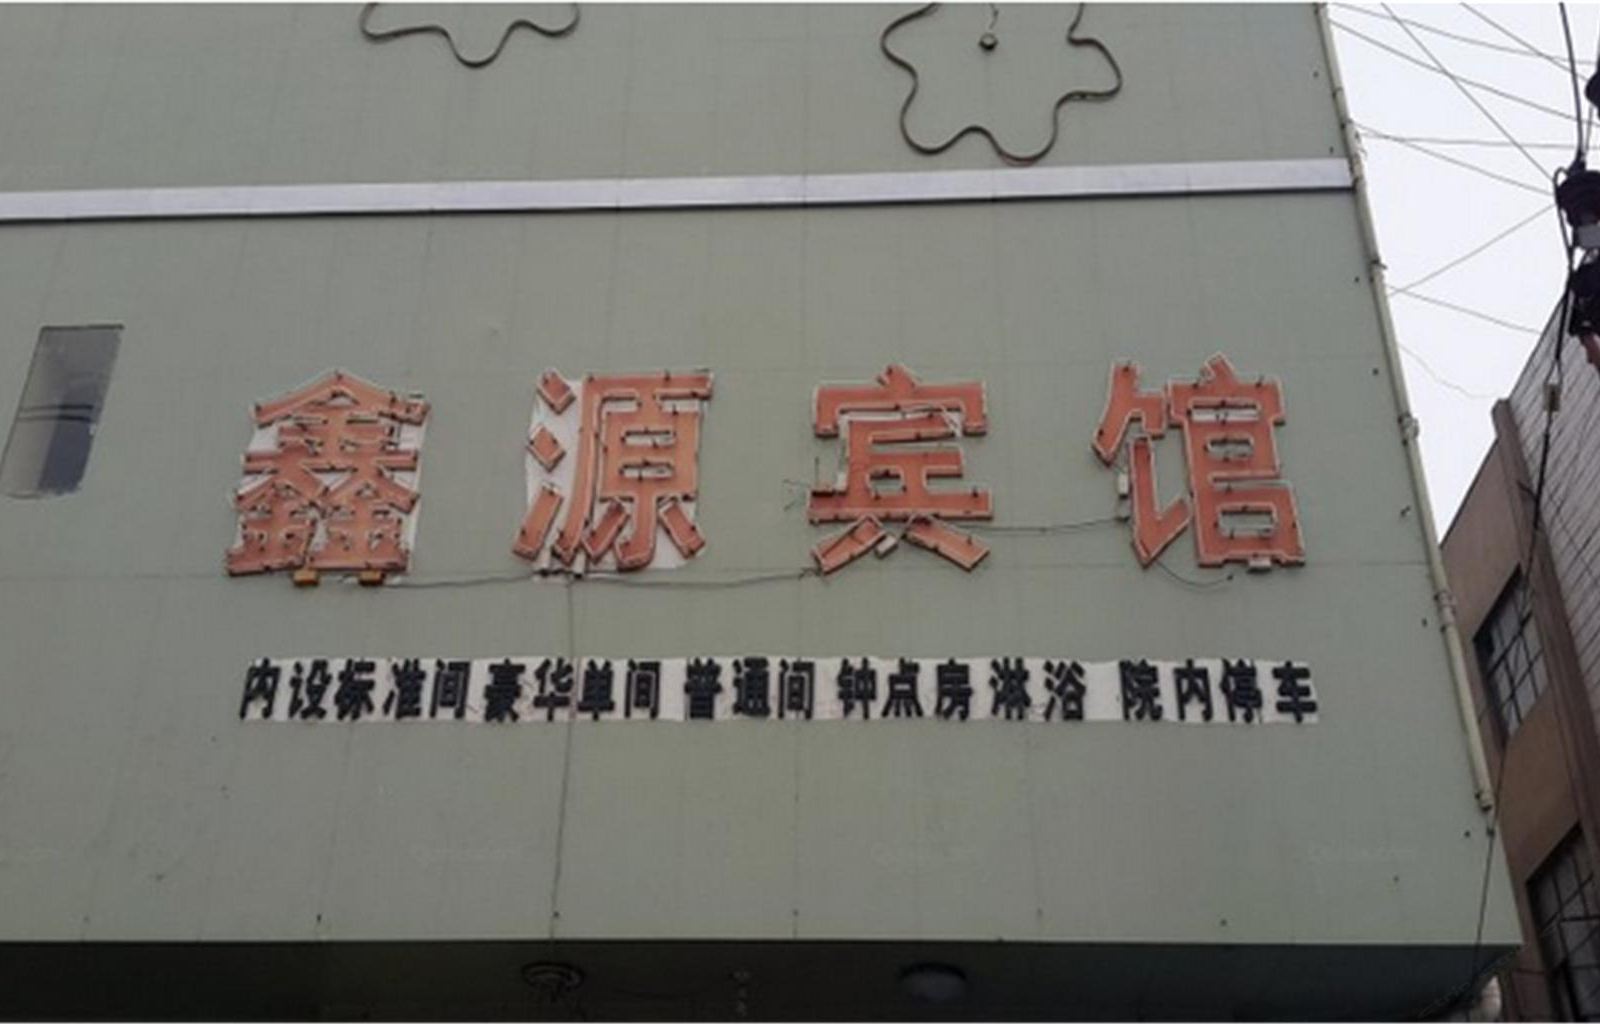 鑫源宾馆
内设标准间豪华单间 普通间 钟点房 淋浴 院内停车